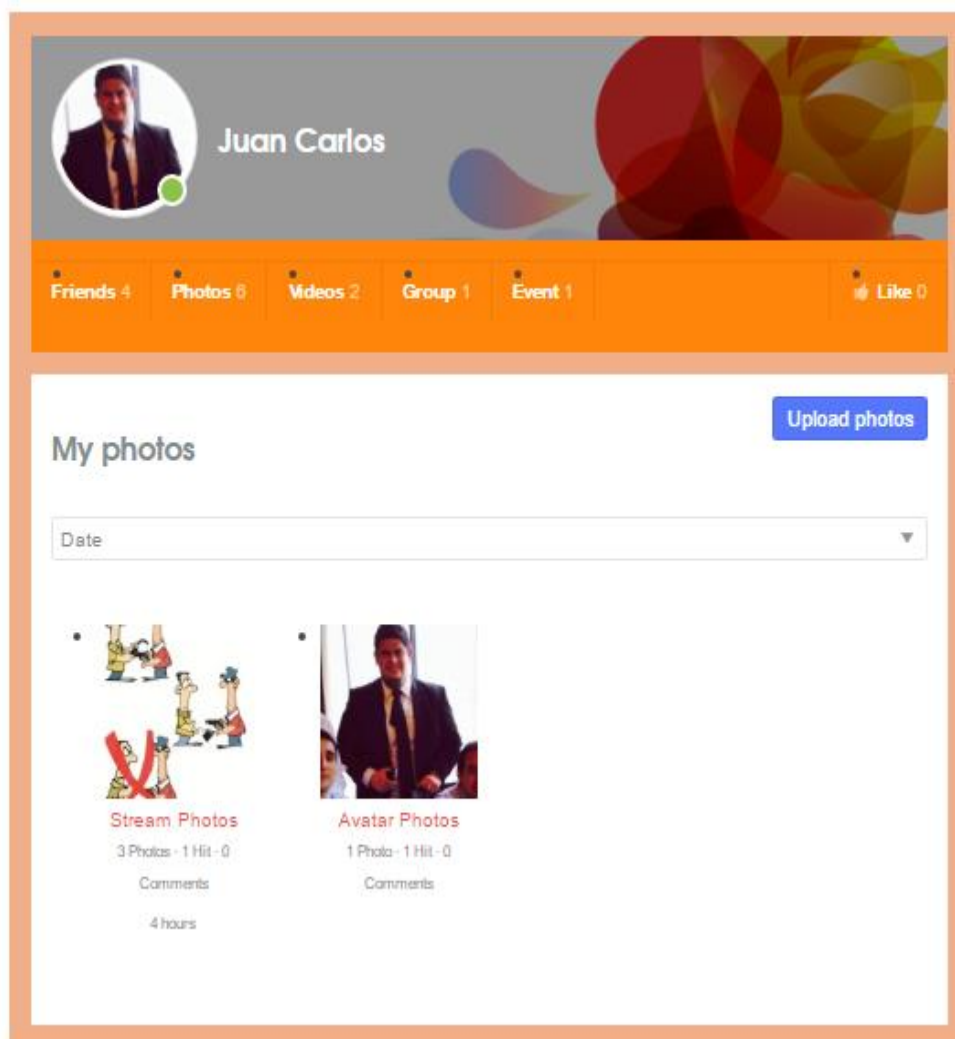 Juan Carlos
Friends 4 Photos 6 Videos 2 Group 1 Event 1 Like 0
Upload photos
My photos
Date
Stream Photos
3 Photos · 1 Hit · 0
Comments
4 hours
Avatar Photos
1 Photo · 1 Hit · 0
Comments